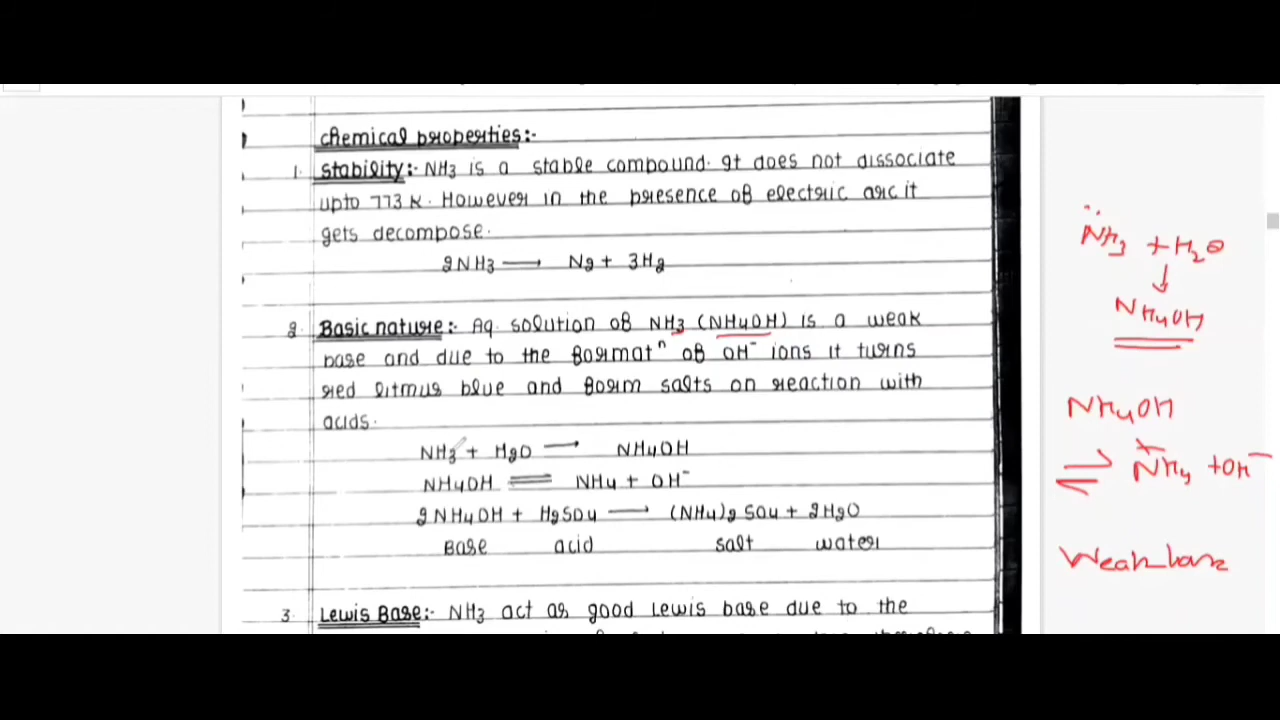 chemical properties:-
1. stability:- NH3 is a stable compound. It does not dissociate
upto 773 K. However in the presence of electric arc it
gets decompose.
2NH3 → N2 + 3H2
2. Basic nature:- Aq. solution of NH3 (NH4OH) is a weak
base and due to the formatⁿ of OH⁻ ions it turns
red litmus blue and form salts on reaction with
acids.
NH3 + H2O → NH4OH
NH4OH ⇌ NH4 + OH⁻
2NH4OH + H2SO4 → (NH4)2 SO4 + 2H2O
Base acid salt water
3. Lewis Base:- NH3 act as good Lewis base due to the
NH3 + H2O
↓
NH4OH
NH4OH
⇌ NH4⁺ + OH⁻
Weak base